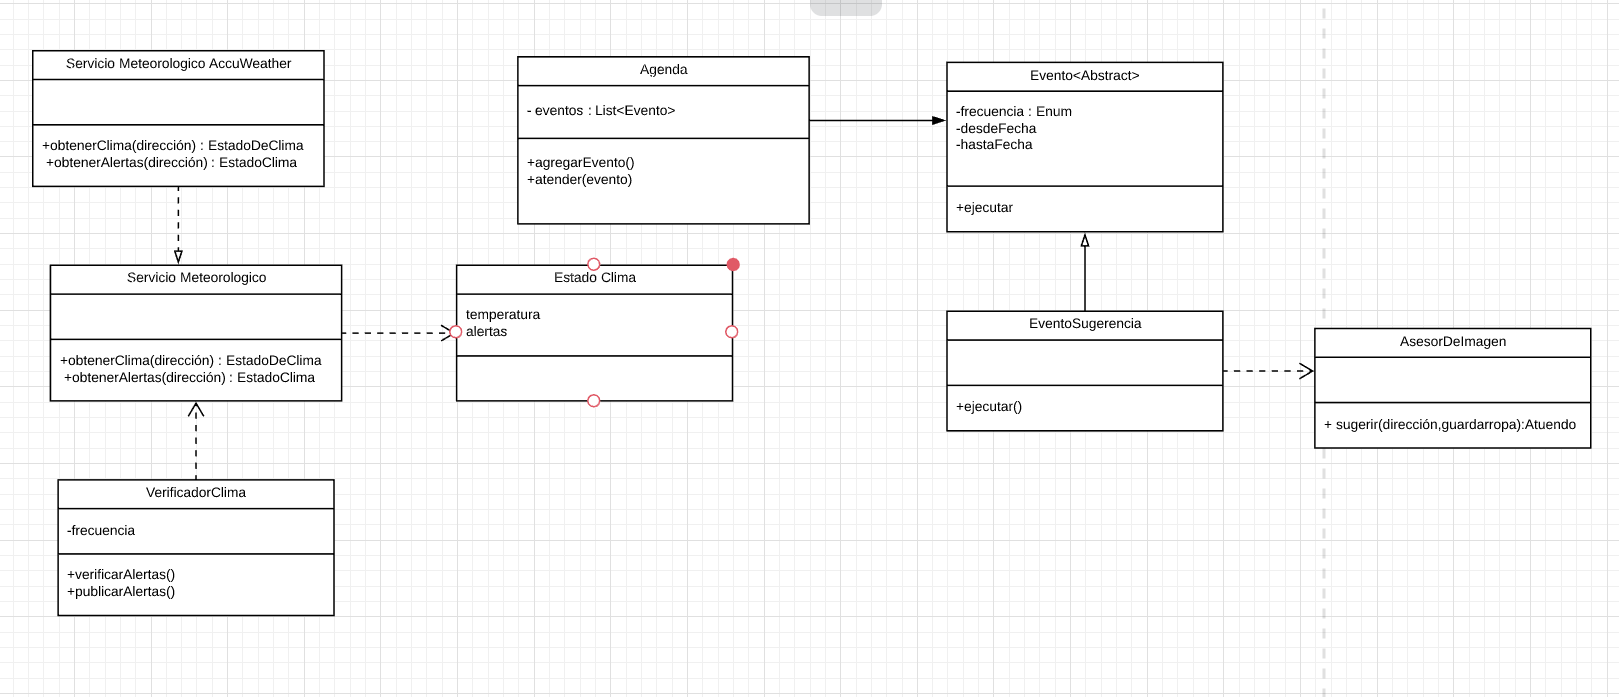 Servicio Meteorologico AccuWeather
+obtenerClima(dirección) : EstadoDeClima
+obtenerAlertas(dirección) : EstadoClima
Agenda
- eventos : List<Evento>
+agregarEvento()
+atender(evento)
Evento<Abstract>
-frecuencia : Enum
-desdeFecha
-hastaFecha
+ejecutar
Servicio Meteorologico
+obtenerClima(dirección) : EstadoDeClima
+obtenerAlertas(dirección) : EstadoClima
Estado Clima
temperatura
alertas
EventoSugerencia
+ejecutar()
AsesorDeImagen
+ sugerir(dirección,guardarropa):Atuendo
VerificadorClima
-frecuencia
+verificarAlertas()
+publicarAlertas()